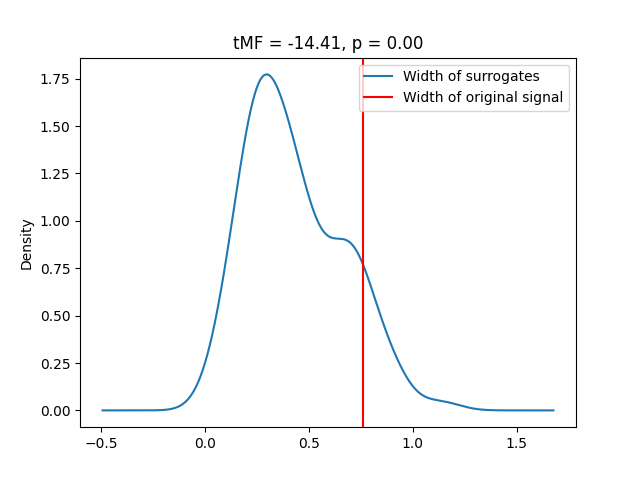 tMF = -14.41, p = 0.00
Width of surrogates
Width of original signal
Density
1.75
1.50
1.25
1.00
0.75
0.50
0.25
0.00
−0.5 0.0 0.5 1.0 1.5